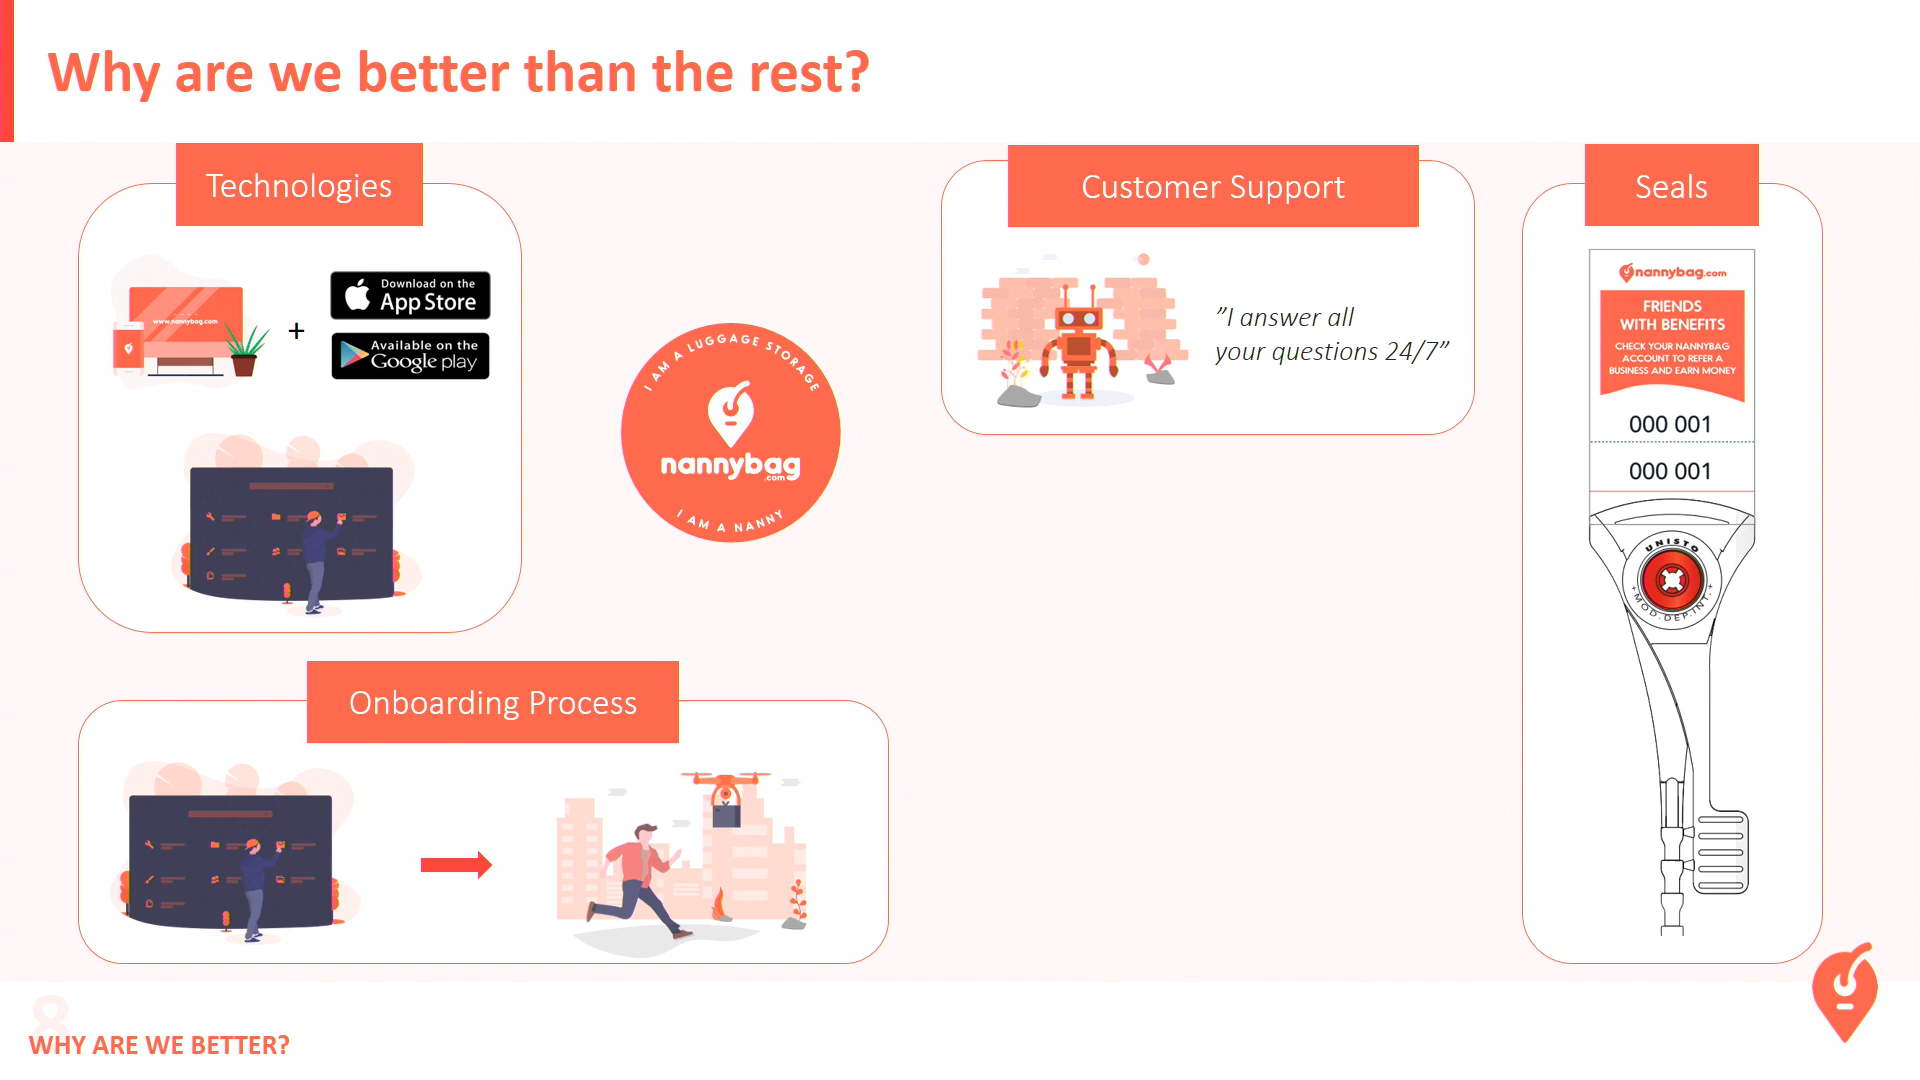 Why are we better than the rest?
Technologies
www.nannybag.com
+
Download on the
App Store
Available on the
Google play
I AM A LUGGAGE STORAGE
nannybag
.com
I AM A NANNY
Customer Support
”I answer all
your questions 24/7”
Seals
nannybag.com
FRIENDS
WITH BENEFITS
CHECK YOUR NANNYBAG
ACCOUNT TO REFER A
BUSINESS AND EARN MONEY
000 001
000 001
UNISTO
+MOD.DEP.INT.+
Onboarding Process
8
WHY ARE WE BETTER?